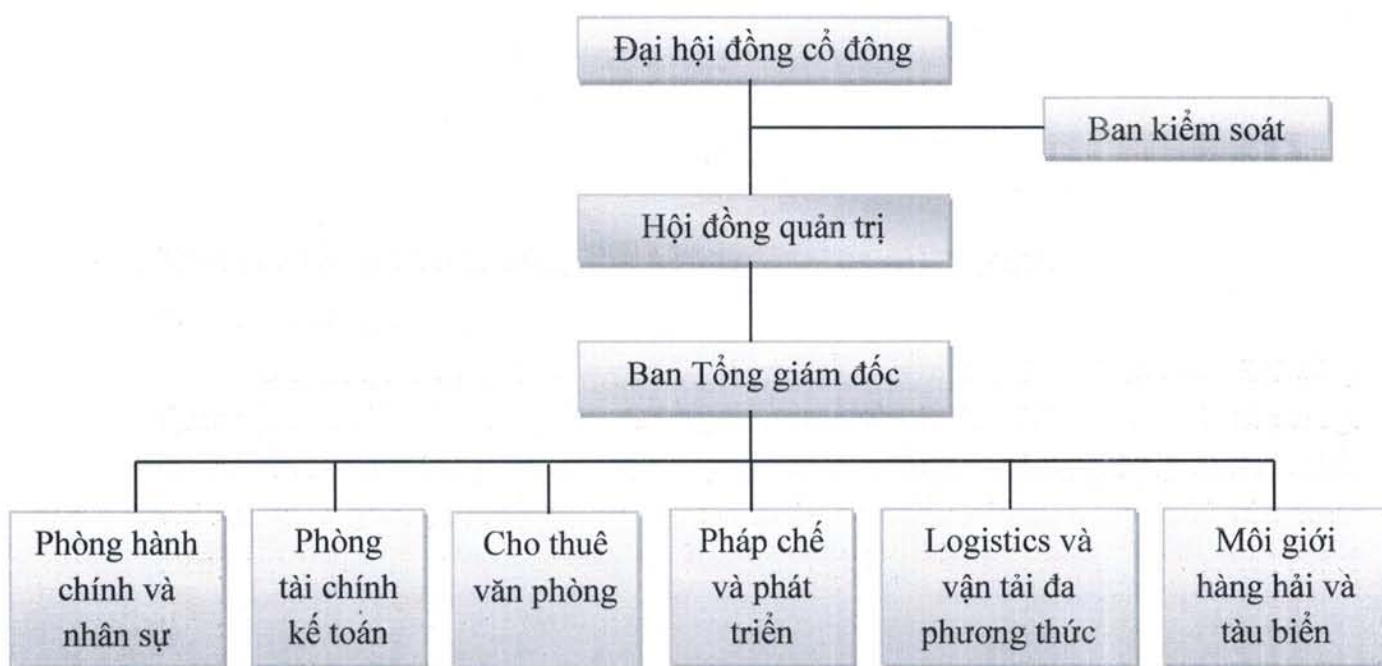 Đại hội đồng cổ đông
Ban kiểm soát
Hội đồng quản trị
Ban Tổng giám đốc
Phòng hành
chính và
nhân sự
Phòng
tài chính
kế toán
Cho thuê
văn phòng
Pháp chế
và phát
triển
Logistics và
vận tải đa
phương thức
Môi giới
hàng hải và
tàu biển